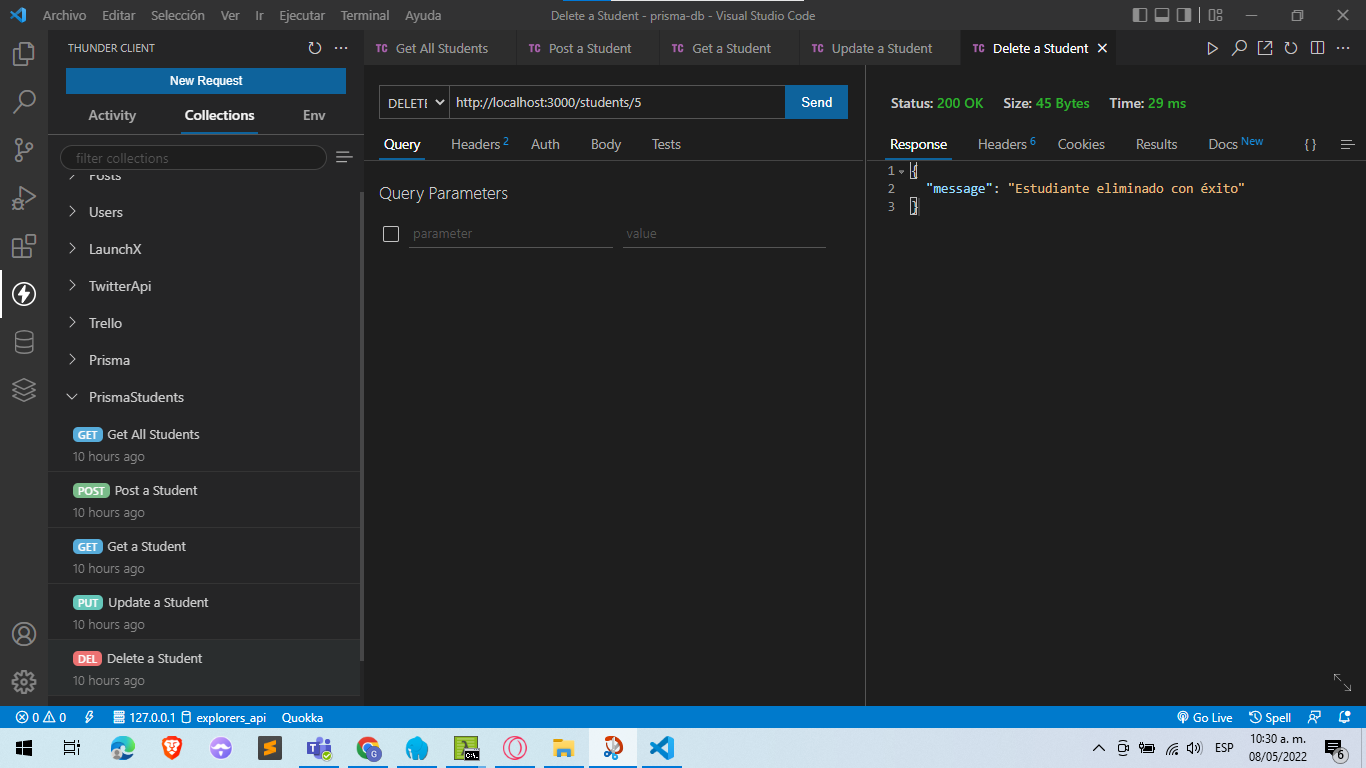 Archivo Editar Selección Ver Ir Ejecutar Terminal Ayuda Delete a Student - prisma-db - Visual Studio Code
THUNDER CLIENT
New Request
Activity Collections Env
filter collections
Posts
Users
LaunchX
TwitterApi
Trello
Prisma
PrismaStudents
GET Get All Students
10 hours ago
POST Post a Student
10 hours ago
GET Get a Student
10 hours ago
PUT Update a Student
10 hours ago
DEL Delete a Student
10 hours ago
TC Get All Students TC Post a Student TC Get a Student TC Update a Student TC Delete a Student
DELETE http://localhost:3000/students/5 Send
Query Headers 2 Auth Body Tests
Query Parameters
parameter value
Status: 200 OK Size: 45 Bytes Time: 29 ms
Response Headers 6 Cookies Results Docs New { }
1 {
2 "message": "Estudiante eliminado con éxito"
3 }
0 0 127.0.0.1 explorers_api Quokka Go Live Spell
ESP 10:30 a. m.
08/05/2022 6